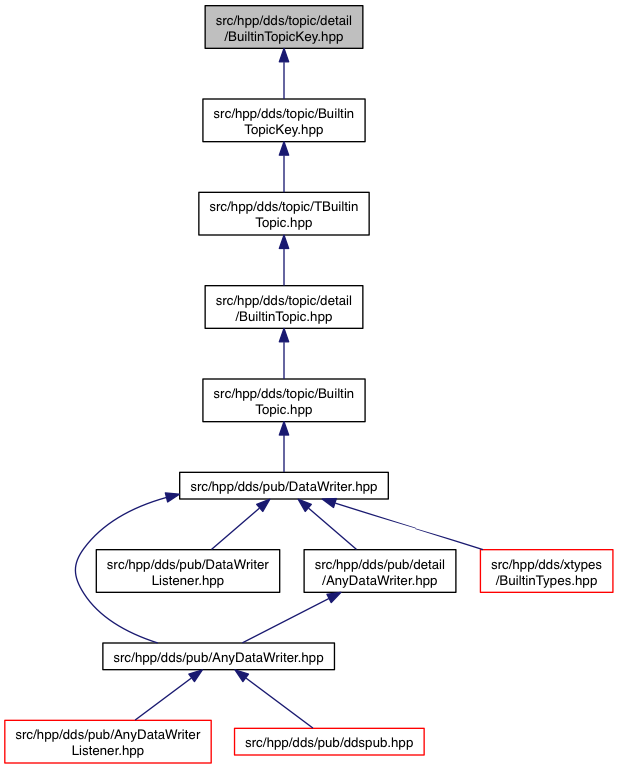 src/hpp/dds/topic/detail
/BuiltinTopicKey.hpp
src/hpp/dds/topic/Builtin
TopicKey.hpp
src/hpp/dds/topic/TBuiltin
Topic.hpp
src/hpp/dds/topic/detail
/BuiltinTopic.hpp
src/hpp/dds/topic/Builtin
Topic.hpp
src/hpp/dds/pub/DataWriter.hpp
src/hpp/dds/pub/DataWriter
Listener.hpp
src/hpp/dds/pub/detail
/AnyDataWriter.hpp
src/hpp/dds/xtypes
/BuiltinTypes.hpp
src/hpp/dds/pub/AnyDataWriter.hpp
src/hpp/dds/pub/AnyDataWriter
Listener.hpp
src/hpp/dds/pub/ddspub.hpp